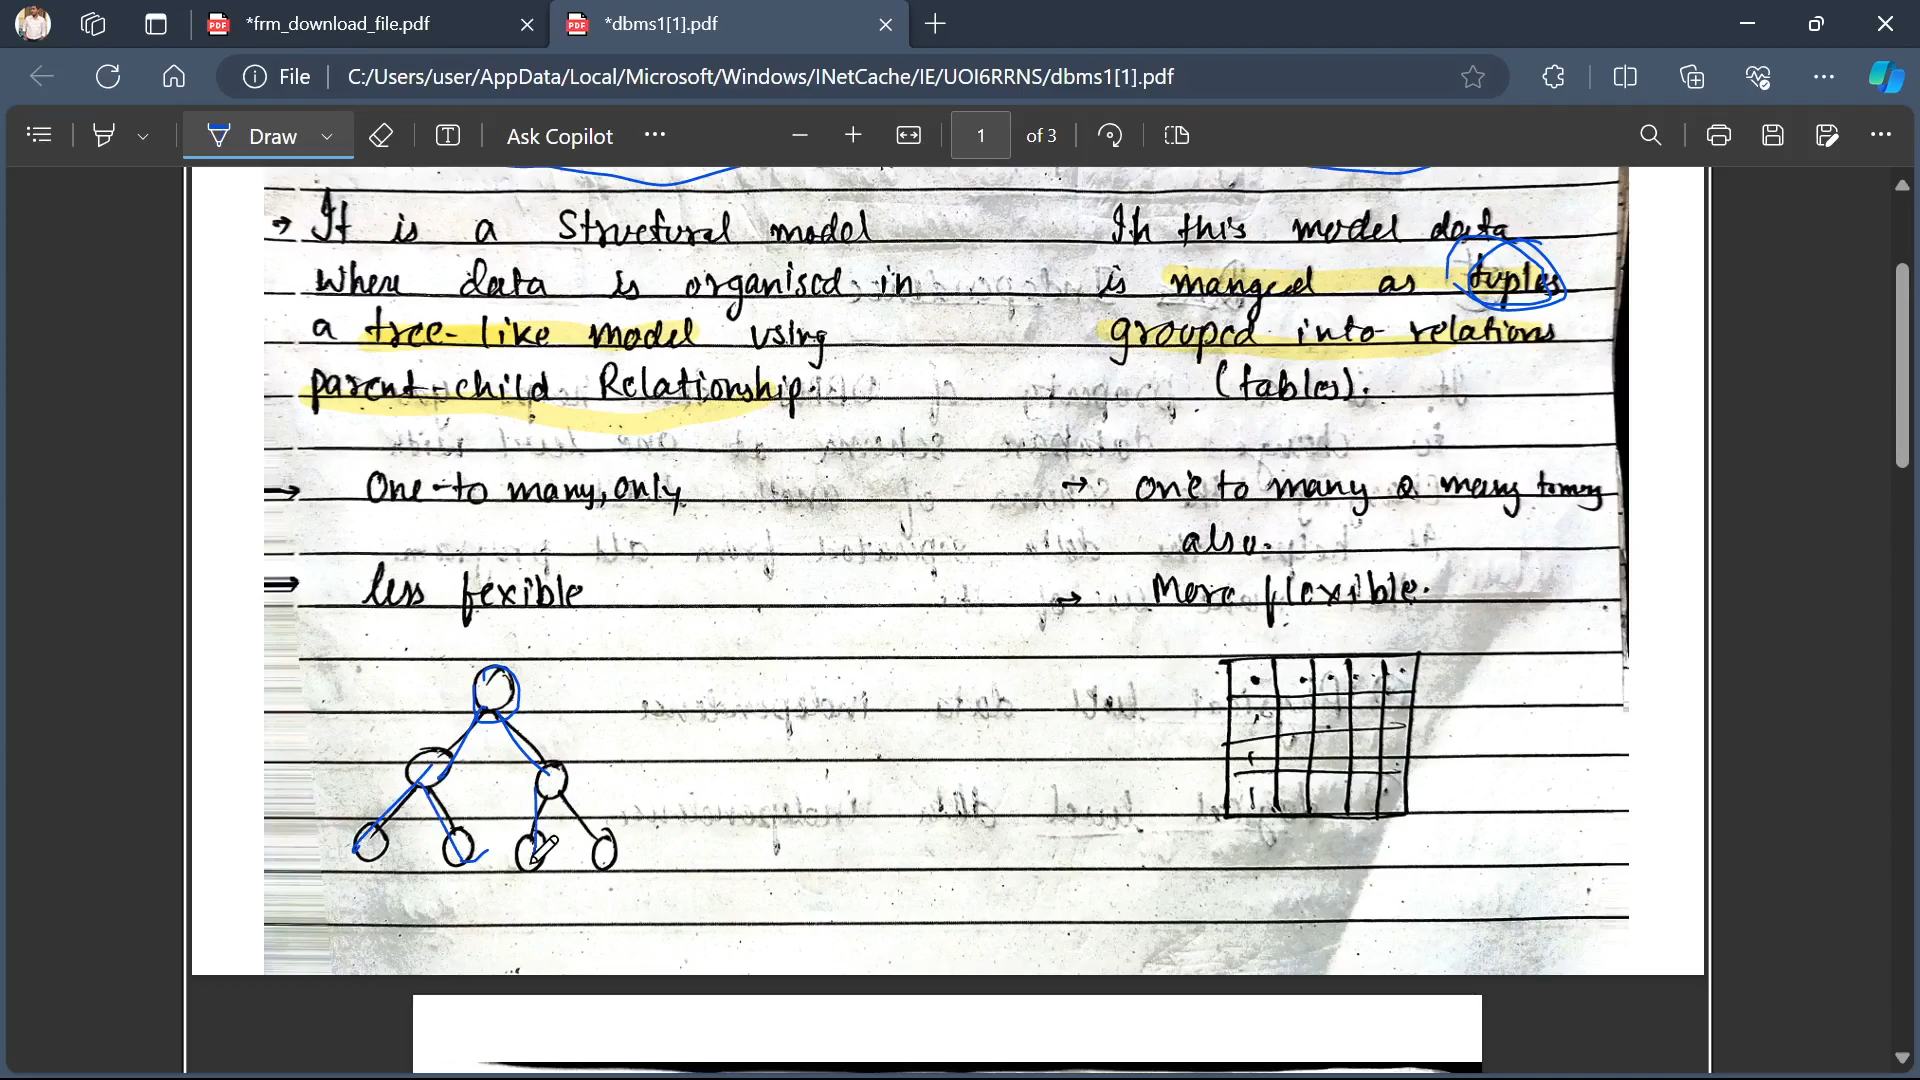 *frm_download_file.pdf
*dbms1[1].pdf
File
C:/Users/user/AppData/Local/Microsoft/Windows/INetCache/IE/UOI6RRNS/dbms1[1].pdf
Draw
Ask Copilot
1
of 3
→ It is a Structural model
where data is organised in
a tree-like model using
parent-child Relationship.
→ One-to many, only
→ less fexible
In this model data
is manged as tuples
grouped into relations
(tables).
→ one to many & many tomany
also.
→ More flexible.